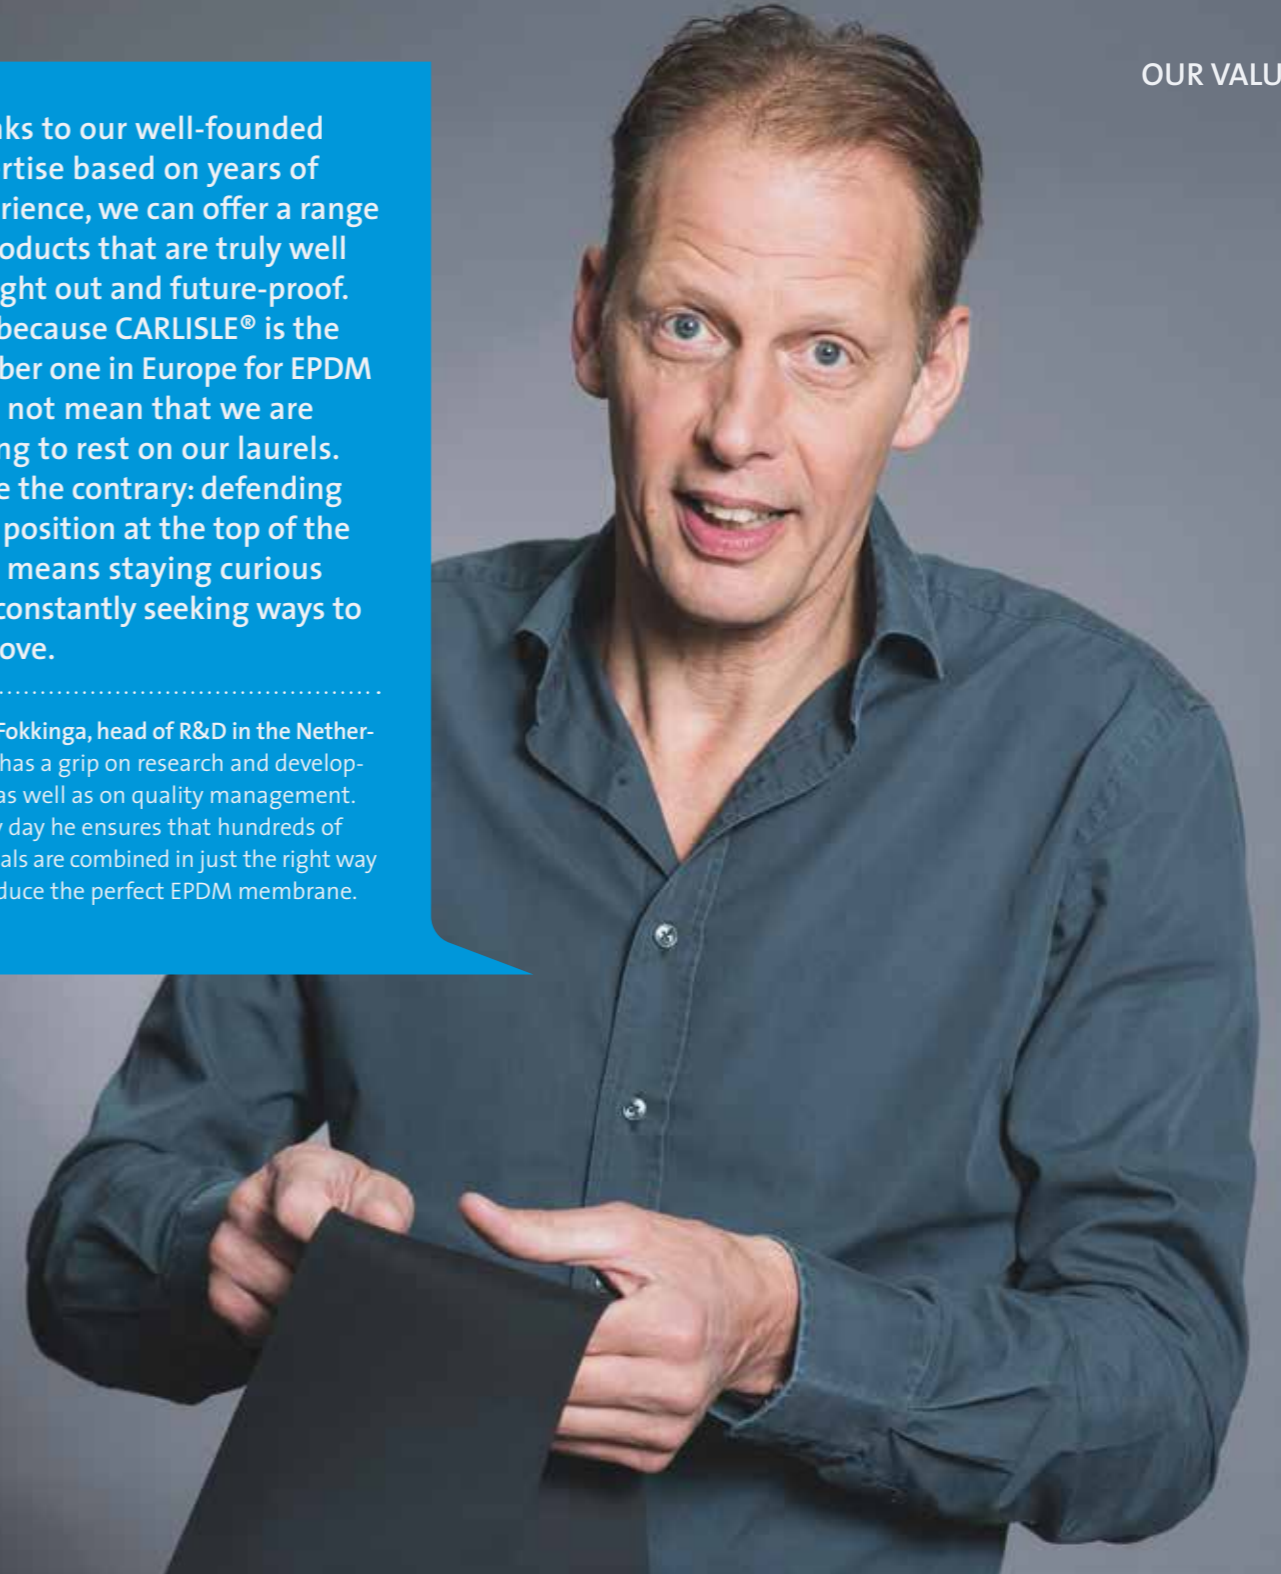 OUR VALU
ks to our well-founded
rtise based on years of
rience, we can offer a range
oducts that are truly well
ght out and future-proof.
because CARLISLE® is the
ber one in Europe for EPDM
not mean that we are
ng to rest on our laurels.
e the contrary: defending
position at the top of the
means staying curious
constantly seeking ways to
ove.
Fokkinga, head of R&D in the Nether-
has a grip on research and develop-
as well as on quality management.
y day he ensures that hundreds of
als are combined in just the right way
duce the perfect EPDM membrane.